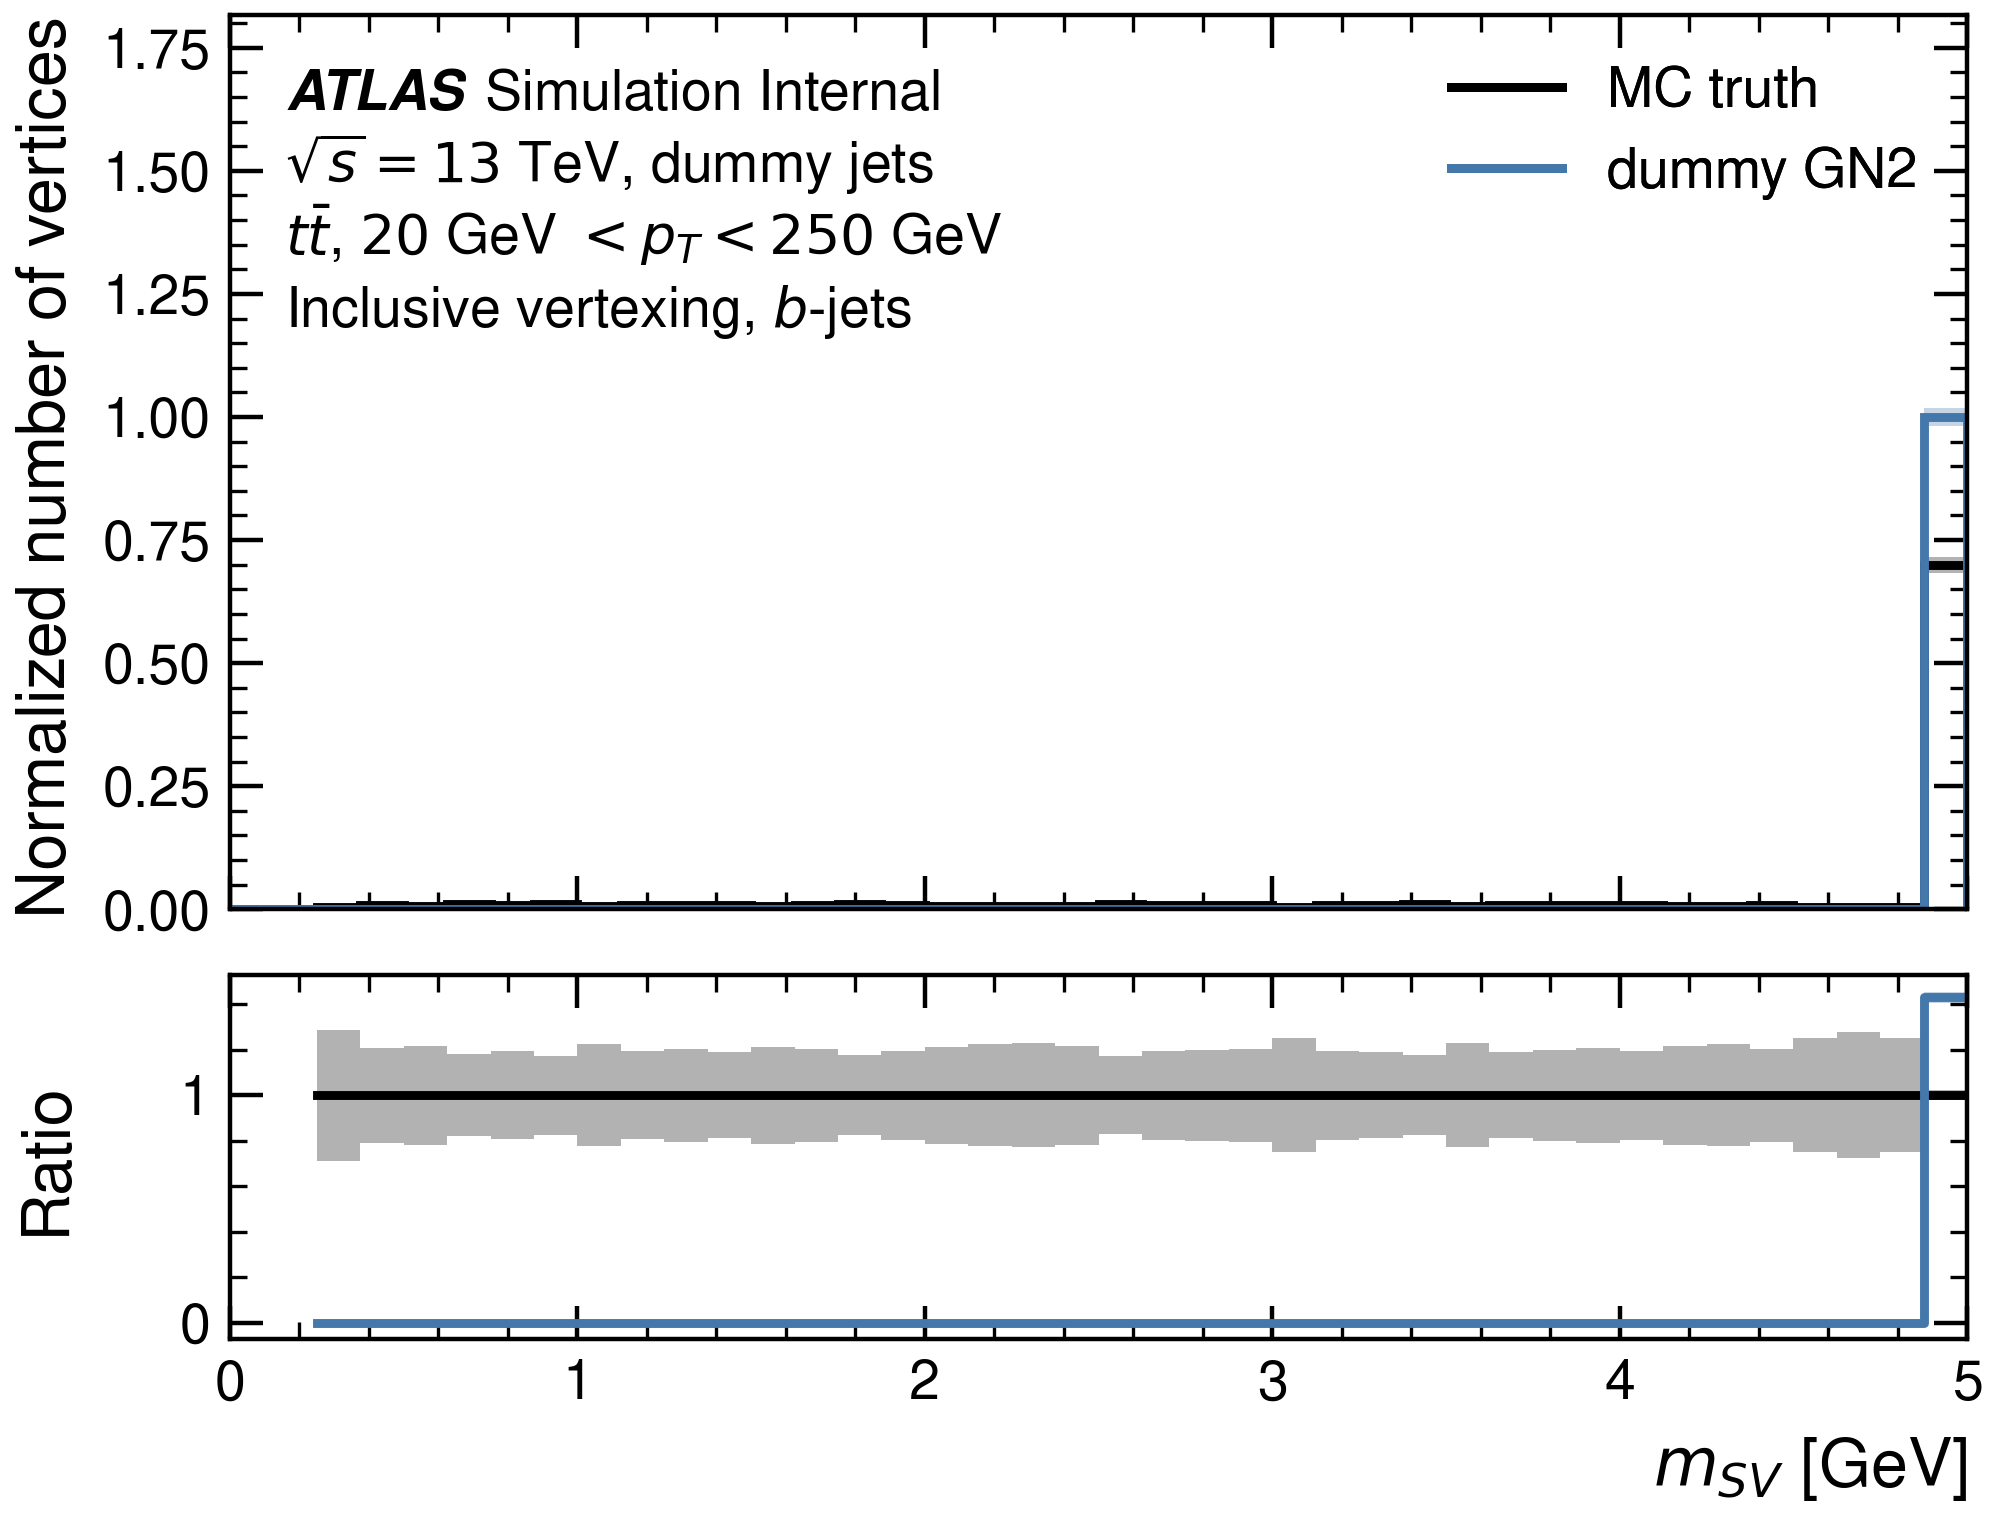 Normalized number of vertices
1.75
1.50
1.25
1.00
0.75
0.50
0.25
0.00
ATLAS Simulation Internal
√s = 13 TeV, dummy jets
tt̄, 20 GeV < p_T < 250 GeV
Inclusive vertexing, b-jets
MC truth
dummy GN2
Ratio
1
0
0 1 2 3 4 5
m_SV [GeV]